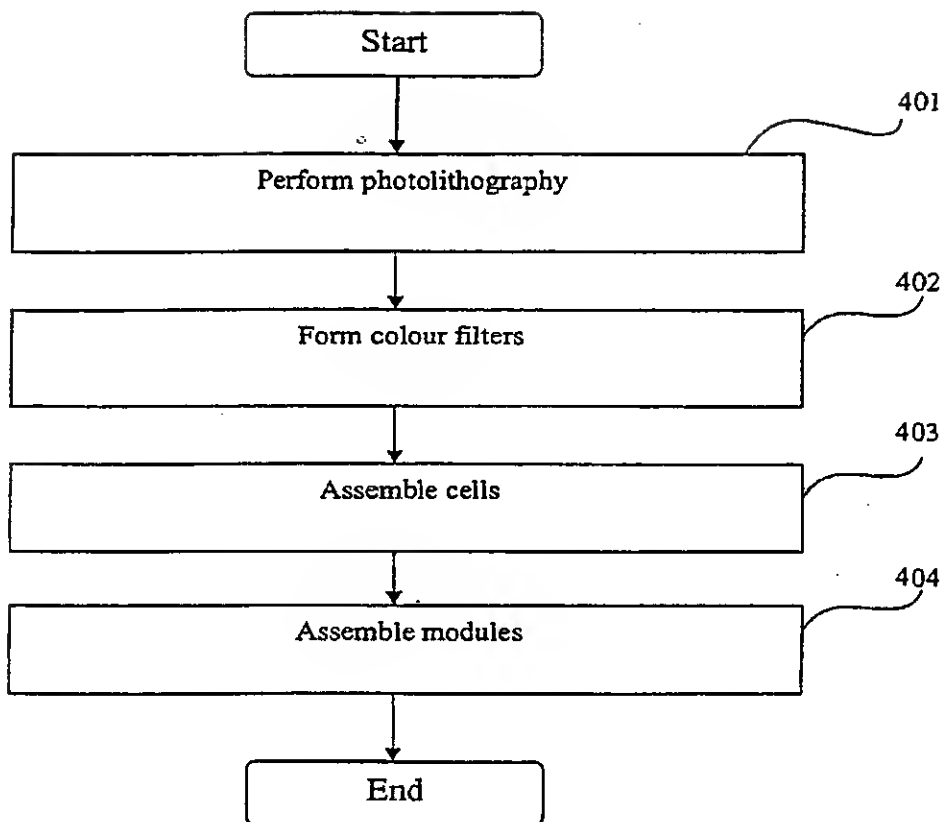 Start
401
Perform photolithography
402
Form colour filters
403
Assemble cells
404
Assemble modules
End